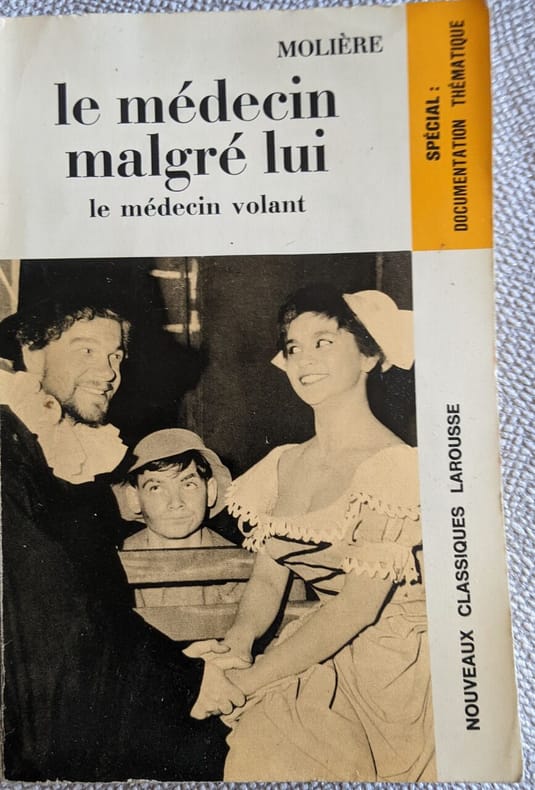 MOLIÈRE
le médecin
malgré lui
le médecin volant
SPÉCIAL :
DOCUMENTATION THÉMATIQUE
NOUVEAUX CLASSIQUES LAROUSSE